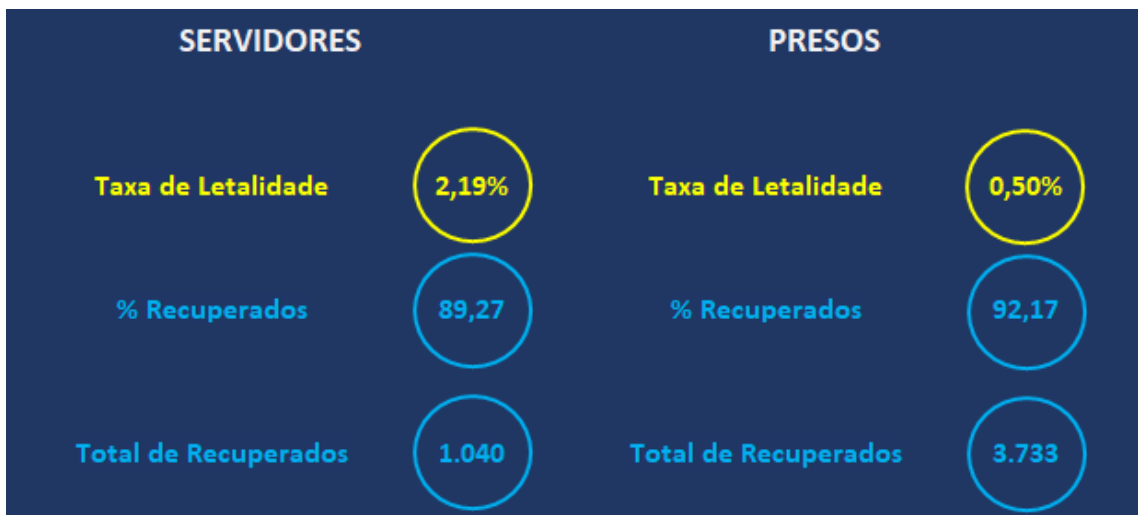 SERVIDORES
Taxa de Letalidade 2,19%
% Recuperados 89,27
Total de Recuperados 1.040
PRESOS
Taxa de Letalidade 0,50%
% Recuperados 92,17
Total de Recuperados 3.733